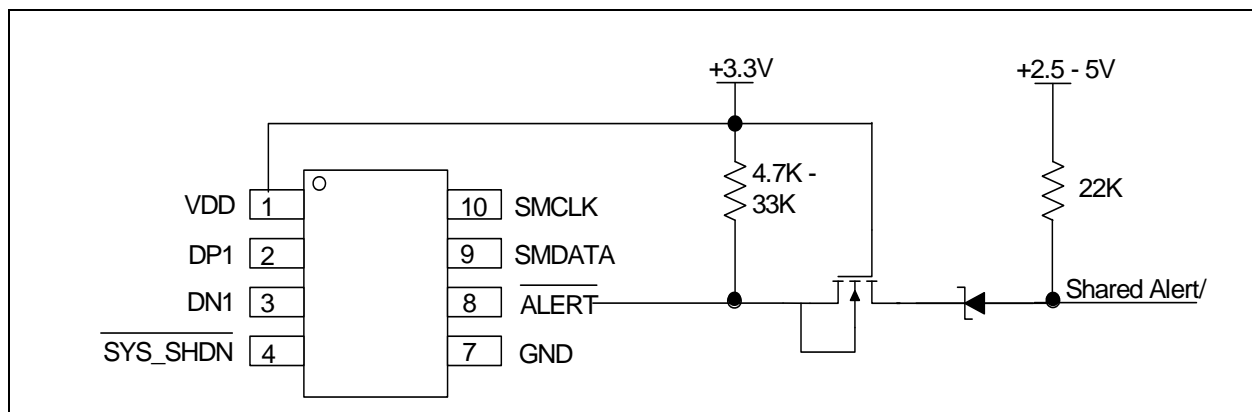 +3.3V
+2.5 - 5V
4.7K -
33K
22K
VDD 1
10 SMCLK
DP1 2
9 SMDATA
DN1 3
8 ALERT
SYS_SHDN 4
7 GND
Shared Alert/